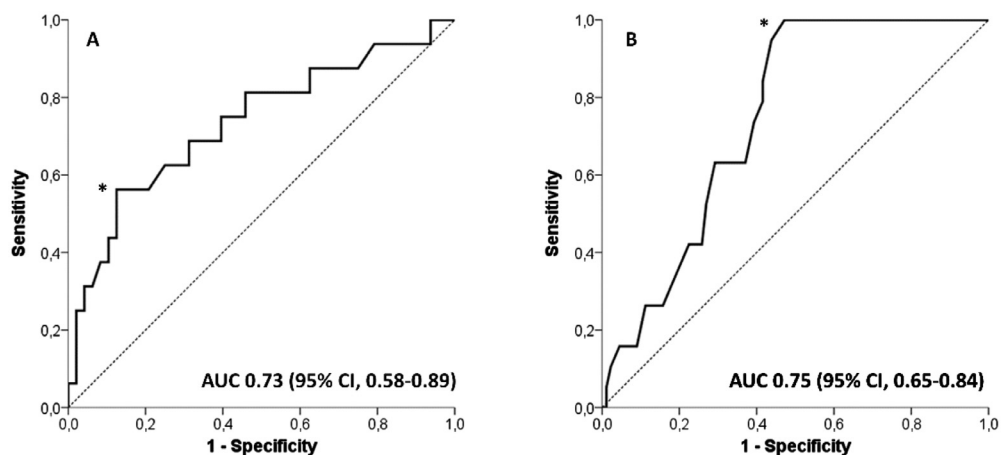 A
*
Sensitivity
1,0
0,8
0,6
0,4
0,2
0,0
0,0 0,2 0,4 0,6 0,8 1,0
1 - Specificity
AUC 0.73 (95% CI, 0.58-0.89)
B
*
Sensitivity
1,0
0,8
0,6
0,4
0,2
0,0
0,0 0,2 0,4 0,6 0,8 1,0
1 - Specificity
AUC 0.75 (95% CI, 0.65-0.84)